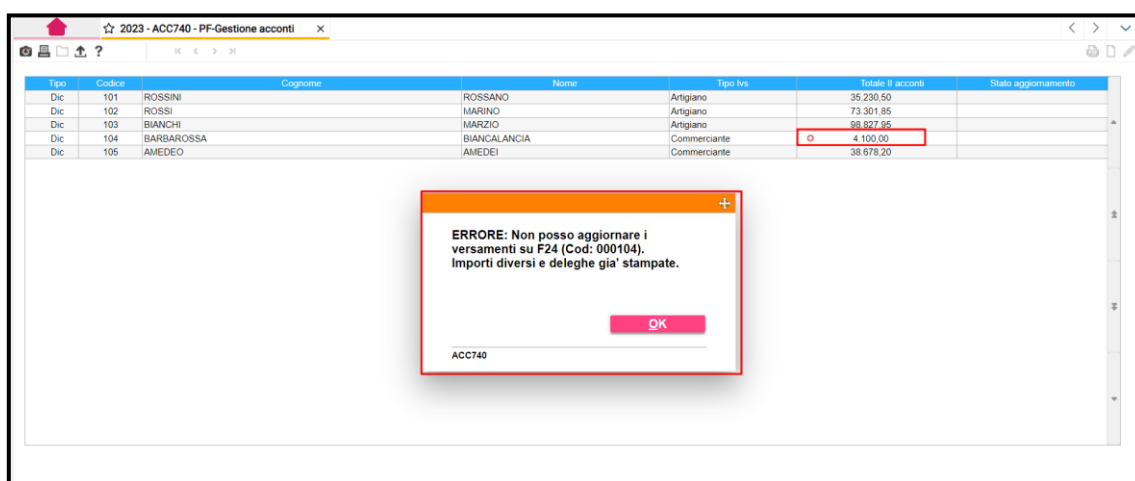 2023 - ACC740 - PF-Gestione acconti
?
Tipo Codice Cognome Nome Tipo Ivs Totale II acconti Stato aggiornamento
Dic 101 ROSSINI ROSSANO Artigiano 35.230,50
Dic 102 ROSSI MARINO Artigiano 73.301,85
Dic 103 BIANCHI MARZIO Artigiano 98.827,95
Dic 104 BARBAROSSA BIANCALANCIA Commerciante 4.100,00
Dic 105 AMEDEO AMEDEI Commerciante 38.678,20
ERRORE: Non posso aggiornare i
versamenti su F24 (Cod: 000104).
Importi diversi e deleghe gia' stampate.
OK
ACC740